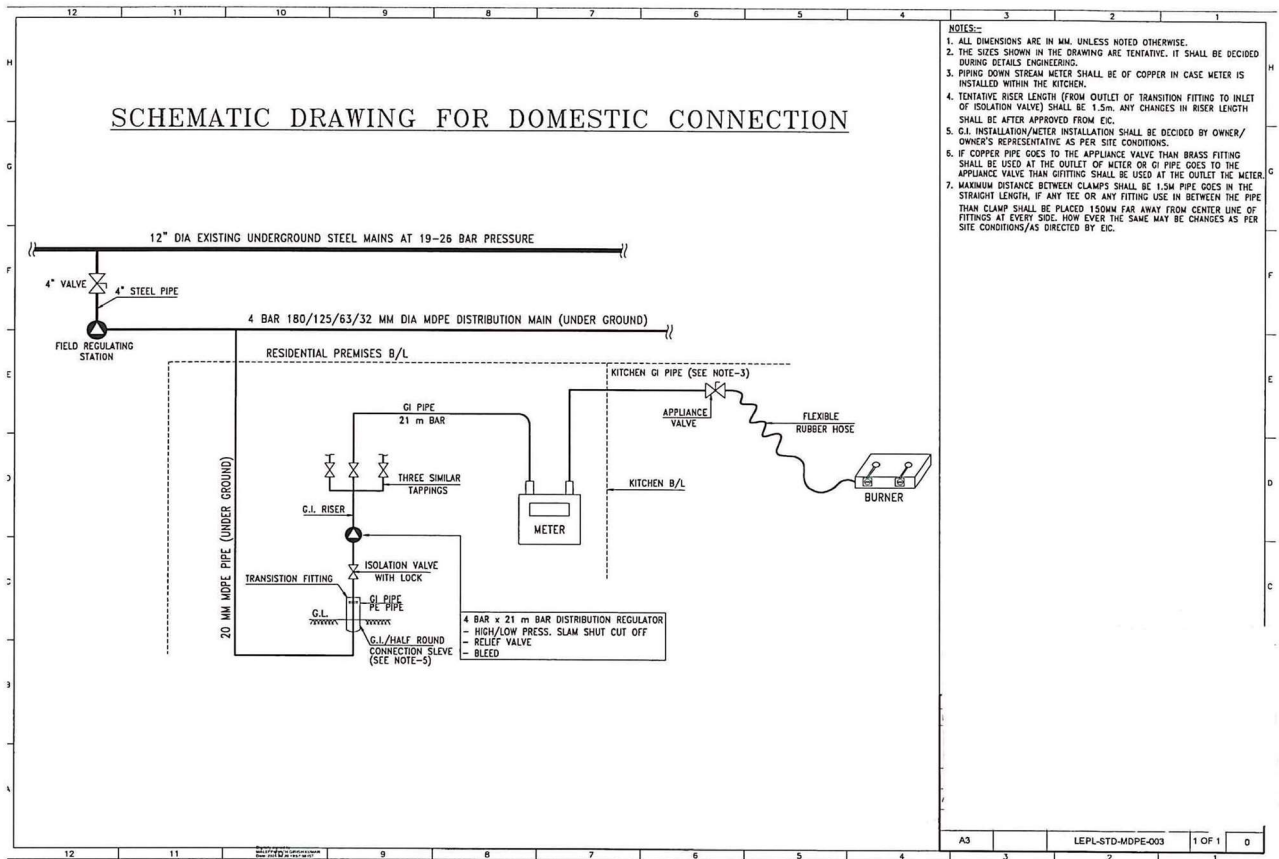 12 11 10 9 8 7 6 5 4 3 2 1
NOTES:-
1. ALL DIMENSIONS ARE IN MM. UNLESS NOTED OTHERWISE.
2. THE SIZES SHOWN IN THE DRAWING ARE TENTATIVE. IT SHALL BE DECIDED
DURING DETAILS ENGINEERING.
3. PIPING DOWN STREAM METER SHALL BE OF COPPER IN CASE METER IS
INSTALLED WITHIN THE KITCHEN.
4. TENTATIVE RISER LENGTH (FROM OUTLET OF TRANSITION FITTING TO INLET
OF ISOLATION VALVE) SHALL BE 1.5m. ANY CHANGES IN RISER LENGTH
SHALL BE AFTER APPROVED FROM EIC.
5. G.I. INSTALLATION/METER INSTALLATION SHALL BE DECIDED BY OWNER/
OWNER'S REPRESENTATIVE AS PER SITE CONDITIONS.
6. IF COPPER PIPE GOES TO THE APPLIANCE VALVE THAN BRASS FITTING
SHALL BE USED AT THE OUTLET OF METER OR GI PIPE GOES TO THE
APPLIANCE VALVE THAN GIFITTING SHALL BE USED AT THE OUTLET THE METER.
7. MAXIMUM DISTANCE BETWEEN CLAMPS SHALL BE 1.5M PIPE GOES IN THE
STRAIGHT LENGTH, IF ANY TEE OR ANY FITTING USE IN BETWEEN THE PIPE
THAN CLAMP SHALL BE PLACED 150MM FAR AWAY FROM CENTER LINE OF
FITTINGS AT EVERY SIDE. HOW EVER THE SAME MAY BE CHANGES AS PER
SITE CONDITIONS/AS DIRECTED BY EIC.
SCHEMATIC DRAWING FOR DOMESTIC CONNECTION
12" DIA EXISTING UNDERGROUND STEEL MAINS AT 19-26 BAR PRESSURE
4" VALVE
4" STEEL PIPE
4 BAR 180/125/63/32 MM DIA MDPE DISTRIBUTION MAIN (UNDER GROUND)
FIELD REGULATING
STATION
RESIDENTIAL PREMISES B/L
KITCHEN GI PIPE (SEE NOTE-3)
GI PIPE
21 m BAR
APPLIANCE
VALVE
FLEXIBLE
RUBBER HOSE
THREE SIMILAR
TAPPINGS
KITCHEN B/L
BURNER
G.I. RISER
METER
20 MM MDPE PIPE (UNDER GROUND)
ISOLATION VALVE
WITH LOCK
TRANSISTION FITTING
GI PIPE
PE PIPE
G.L.
G.I./HALF ROUND
CONNECTION SLEVE
(SEE NOTE-5)
4 BAR x 21 m BAR DISTRIBUTION REGULATOR
- HIGH/LOW PRESS. SLAM SHUT CUT OFF
- RELIEF VALVE
- BLEED
H
G
F
E
D
C
A
H
G
F
E
D
C
A3 LEPL-STD-MDPE-003 1 OF 1 0
12 11 9 8 7 6 5 4 3 2